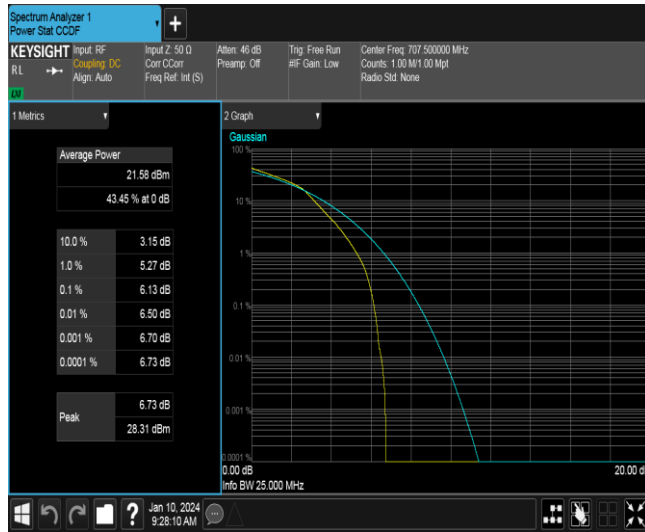 Spectrum Analyzer 1
Power Stat CCDF
KEYSIGHT
RL
LXI
Input: RF
Coupling: DC
Align: Auto
Input Z: 50 Ω
Corr CCorr
Freq Ref: Int (S)
Atten: 46 dB
Preamp: Off
Trig: Free Run
#IF Gain: Low
Center Freq: 707.500000 MHz
Counts: 1.00 M/1.00 Mpt
Radio Std: None
1 Metrics
Average Power
21.58 dBm
43.45 % at 0 dB
10.0 % 3.15 dB
1.0 % 5.27 dB
0.1 % 6.13 dB
0.01 % 6.50 dB
0.001 % 6.70 dB
0.0001 % 6.73 dB
Peak
6.73 dB
28.31 dBm
2 Graph
Gaussian
100 %
10 %
1 %
0.1 %
0.01 %
0.001 %
0.0001 %
0.00 dB
20.00 d
Info BW 25.000 MHz
?
Jan 10, 2024
9:28:10 AM